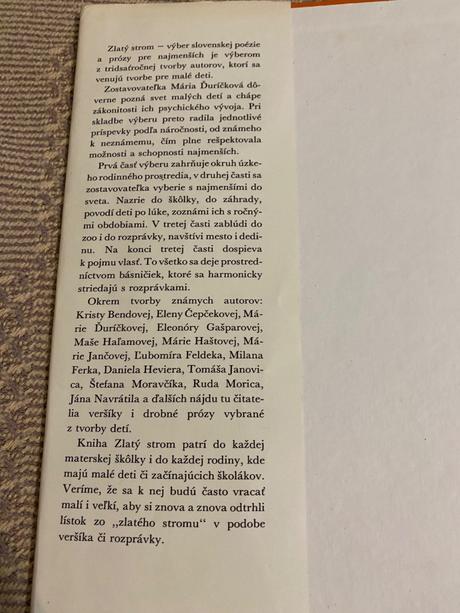 Zlatý strom — výber slovenskej poézie
a prózy pre najmenších je výberom
z tridsaťročnej tvorby autorov, ktorí sa
venujú tvorbe pre malé deti.
Zostavovateľka Mária Ďuríčková dô-
verne pozná svet malých detí a chápe
zákonitosti ich psychického vývoja. Pri
skladbe výberu preto radila jednotlivé
príspevky podľa náročnosti, od známeho
k neznámemu, čím plne rešpektovala
možnosti a schopnosti najmenších.
Prvá časť výberu zahrňuje okruh úzke-
ho rodinného prostredia, v druhej časti sa
zostavovateľka vyberie s najmenšími do
sveta. Nazrie do škôlky, do záhrady,
povodí deti po lúke, zoznámi ich s roč-
nými obdobiami. V tretej časti zablúdi do
zoo i do rozprávky, navštívi mesto i dedi-
nu. Na konci tretej časti dospieva
k pojmu vlasť. To všetko sa deje prostred-
níctvom básničiek, ktoré sa harmonicky
striedajú s rozprávkami.
Okrem tvorby známych autorov:
Kristy Bendovej, Eleny Čepčekovej, Má-
rie Ďuríčkovej, Eleonóry Gašparovej,
Maše Haľamovej, Márie Haštovej, Má-
rie Jančovej, Ľubomíra Feldeka, Milana
Ferka, Daniela Heviera, Tomáša Janovi-
ca, Štefana Moravčíka, Ruda Morica,
Jána Navrátila a ďalších nájdu tu čitate-
lia veršíky i drobné prózy vybrané
z tvorby detí.
Kniha Zlatý strom patrí do každej
materskej škôlky i do každej rodiny, kde
majú malé deti či začínajúcich školákov.
Veríme, že sa k nej budú často vracať
malí i veľkí, aby si znova a znova odtrhli
lístok zo „zlatého stromu“ v podobe
veršíka či rozprávky.